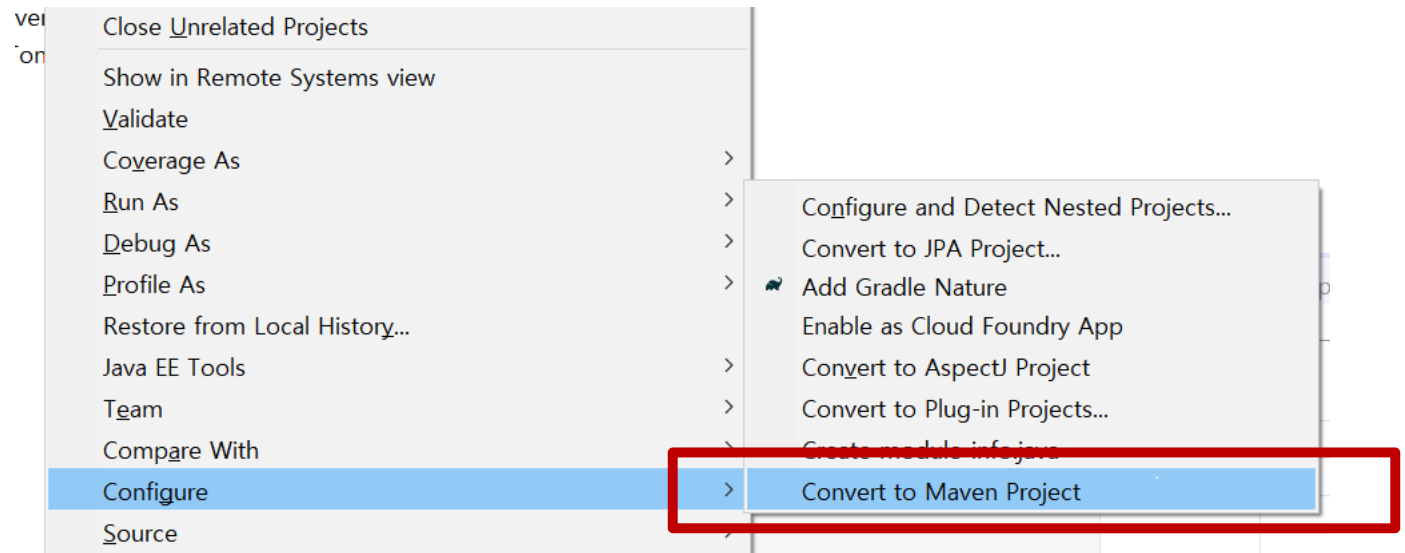 Close Unrelated Projects
Show in Remote Systems view
Validate
Coverage As
Run As
Debug As
Profile As
Restore from Local History...
Java EE Tools
Team
Compare With
Configure
Source
Configure and Detect Nested Projects...
Convert to JPA Project...
Add Gradle Nature
Enable as Cloud Foundry App
Convert to AspectJ Project
Convert to Plug-in Projects...
Create module-info.java
Convert to Maven Project